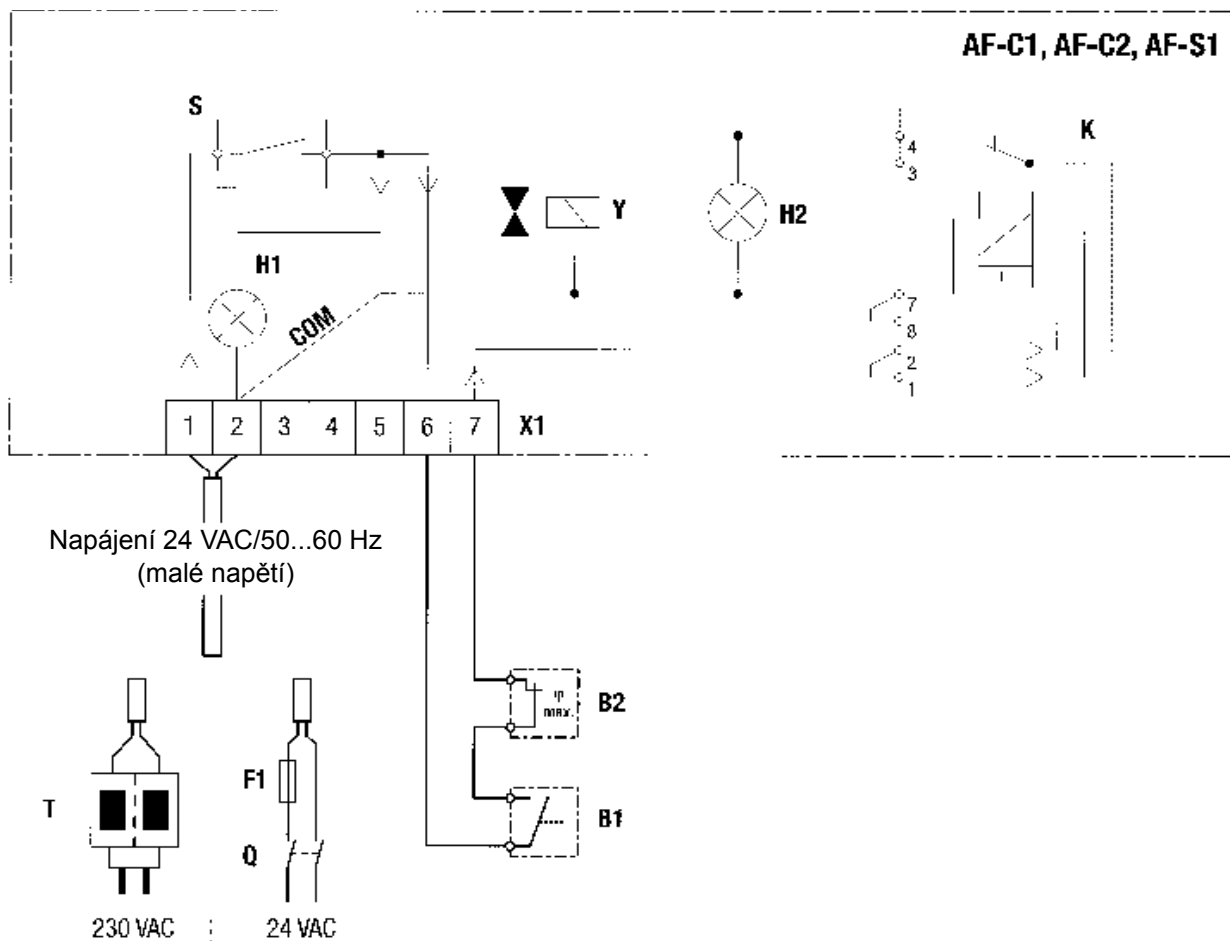 AF-C1, AF-C2, AF-S1
S
K
4
3
Y
H2
H1
COM
7
8
2
1
1 2 3 4 5 6 7 X1
Napájení 24 VAC/50...60 Hz
(malé napětí)
B2
max.
F1
T
B1
Q
230 VAC 24 VAC